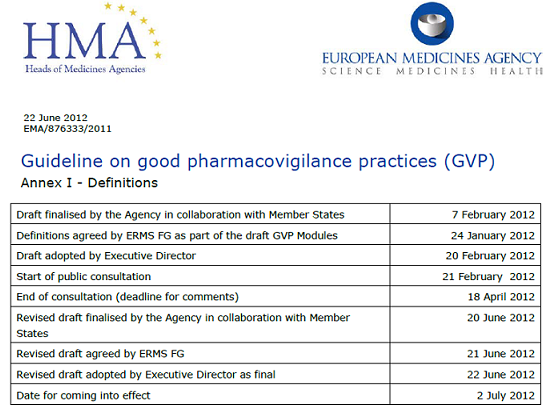 HMA
Heads of Medicines Agencies
EUROPEAN MEDICINES AGENCY
SCIENCE MEDICINES HEALTH
22 June 2012
EMA/876333/2011
Guideline on good pharmacovigilance practices (GVP)
Annex I - Definitions
Draft finalised by the Agency in collaboration with Member States 7 February 2012
Definitions agreed by ERMS FG as part of the draft GVP Modules 24 January 2012
Draft adopted by Executive Director 20 February 2012
Start of public consultation 21 February 2012
End of consultation (deadline for comments) 18 April 2012
Revised draft finalised by the Agency in collaboration with Member 20 June 2012
States
Revised draft agreed by ERMS FG 21 June 2012
Revised draft adopted by Executive Director as final 22 June 2012
Date for coming into effect 2 July 2012